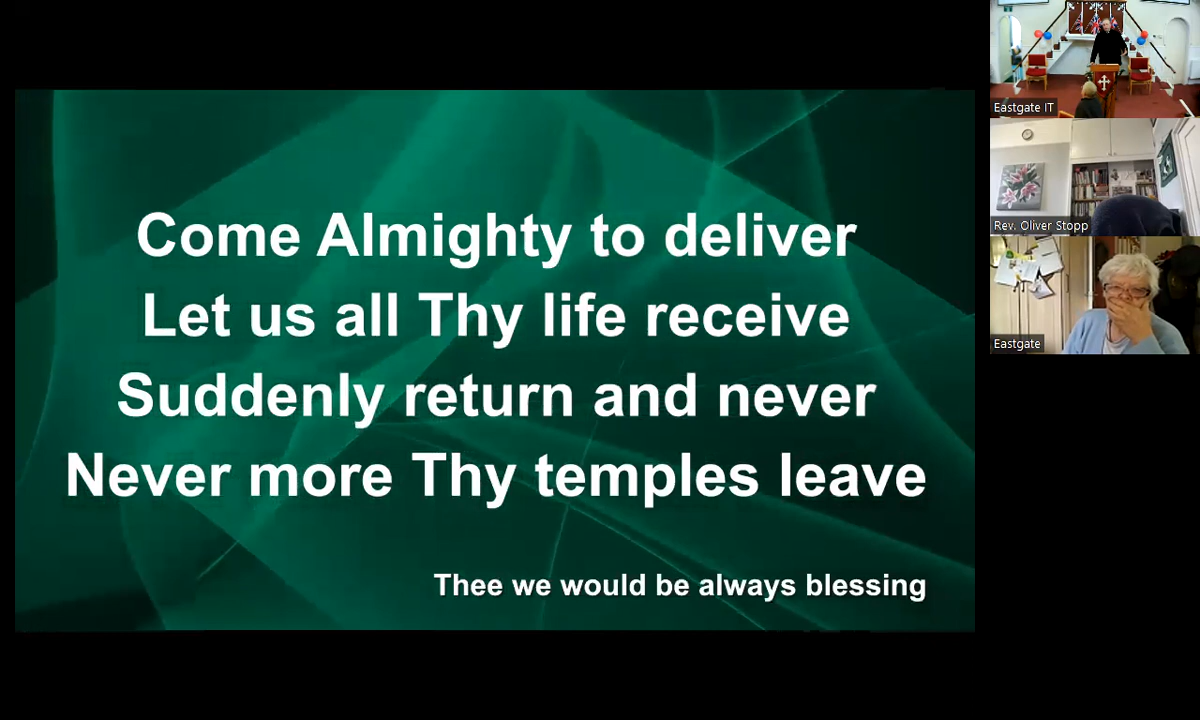 Come Almighty to deliver
Let us all Thy life receive
Suddenly return and never
Never more Thy temples leave
Thee we would be always blessing
Eastgate IT
Rev. Oliver Stopp
Eastgate